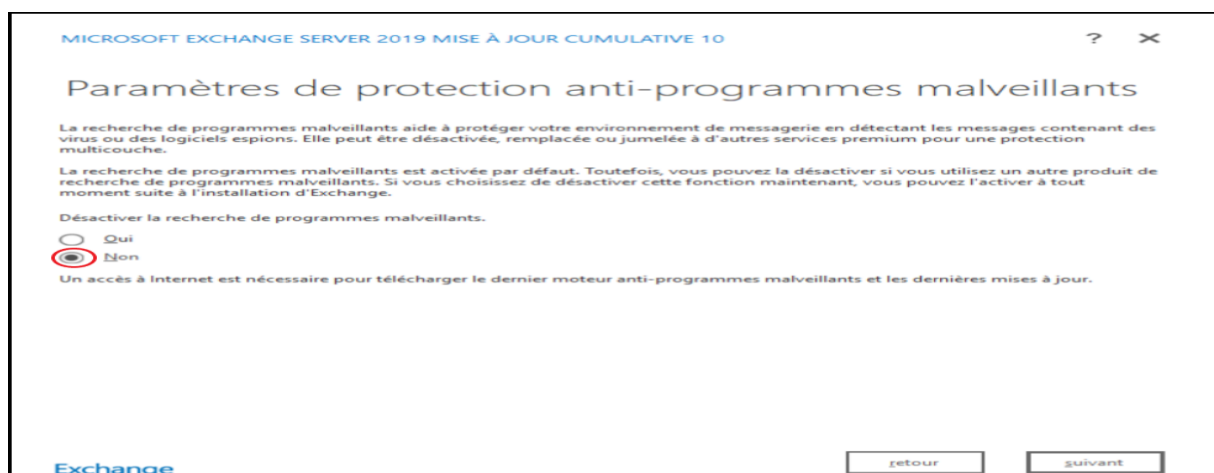 MICROSOFT EXCHANGE SERVER 2019 MISE À JOUR CUMULATIVE 10
? ✕
Paramètres de protection anti-programmes malveillants
La recherche de programmes malveillants aide à protéger votre environnement de messagerie en détectant les messages contenant des
virus ou des logiciels espions. Elle peut être désactivée, remplacée ou jumelée à d'autres services premium pour une protection
multicouche.
La recherche de programmes malveillants est activée par défaut. Toutefois, vous pouvez la désactiver si vous utilisez un autre produit de
recherche de programmes malveillants. Si vous choisissez de désactiver cette fonction maintenant, vous pouvez l'activer à tout
moment suite à l'installation d'Exchange.
Désactiver la recherche de programmes malveillants.
Oui
Non
Un accès à Internet est nécessaire pour télécharger le dernier moteur anti-programmes malveillants et les dernières mises à jour.
Exchange
retour
suivant